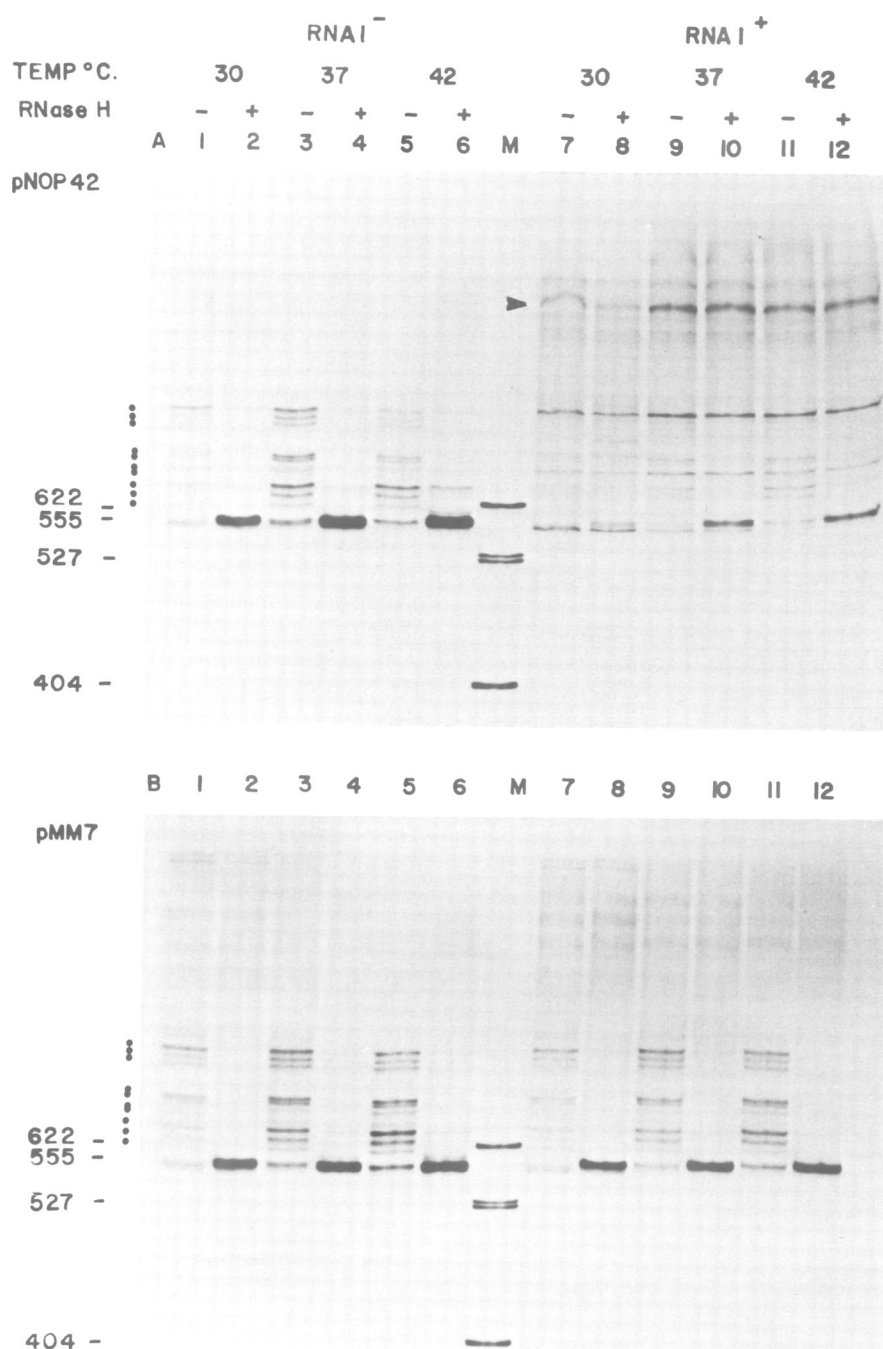 RNAI⁻ RNAI⁺
TEMP °C. 30 37 42 30 37 42
RNase H - + - + - + - + - + - +
A 1 2 3 4 5 6 M 7 8 9 10 11 12
pNOP42
622 -
555 -
527 -
404 -
B 1 2 3 4 5 6 M 7 8 9 10 11 12
pMM7
622 -
555 -
527 -
404 -